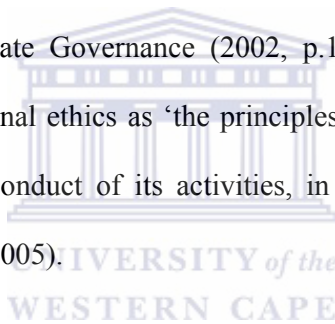 ate Governance (2002, p.1
nal ethics as ‘the principles
onduct of its activities, in
005).
UNIVERSITY of the
WESTERN CAPE